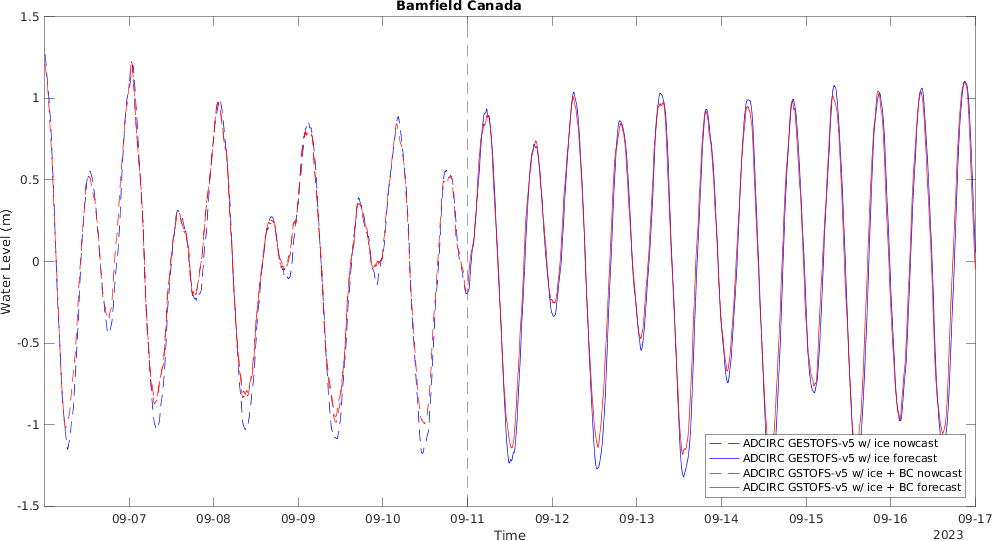 Bamfield Canada
1.5
1
0.5
0
-0.5
-1
-1.5
Water Level (m)
09-07 09-08 09-09 09-10 09-11 09-12 09-13 09-14 09-15 09-16 09-17
Time
2023
ADCIRC GESTOFS-v5 w/ ice nowcast
ADCIRC GESTOFS-v5 w/ ice forecast
ADCIRC GSTOFS-v5 w/ ice + BC nowcast
ADCIRC GSTOFS-v5 w/ ice + BC forecast